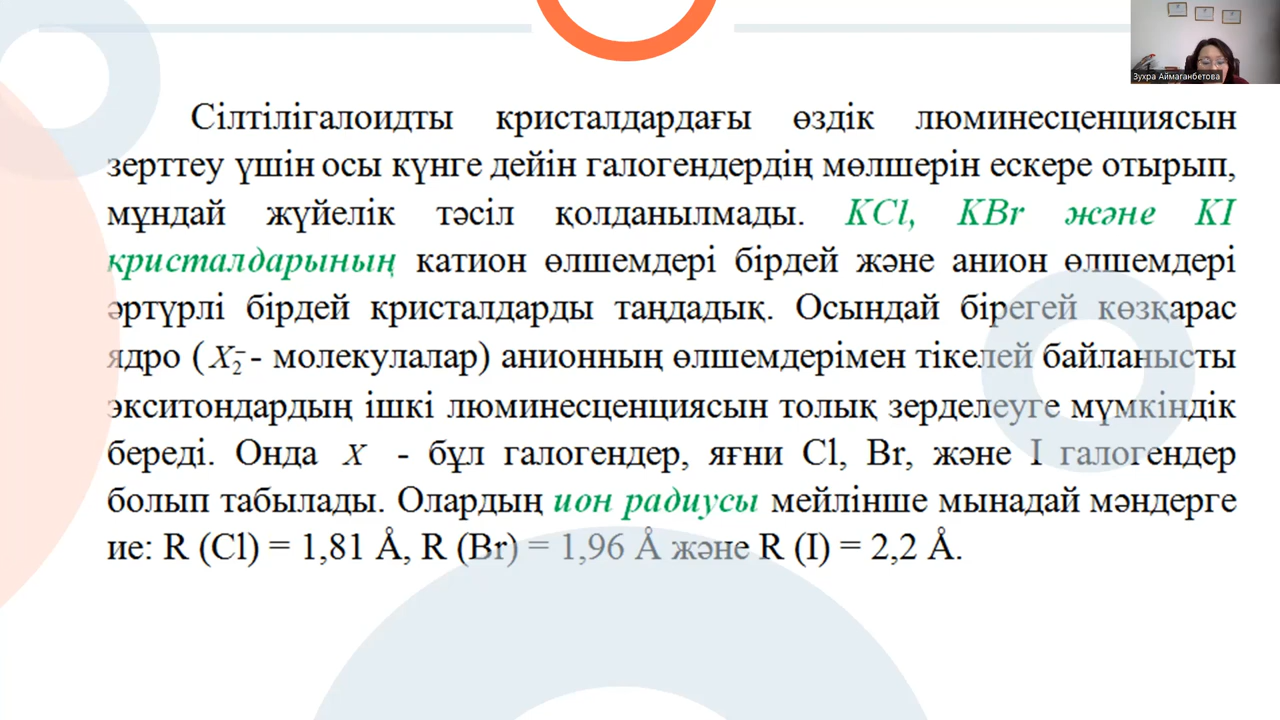 Зухра Аймаганбетова
Сілтілігалоидты кристалдардағы өздік люминесценциясын
зерттеу үшін осы күнге дейін галогендердің мөлшерін ескере отырып,
мұндай жүйелік тәсіл қолданылмады. KCl, KBr және KI
кристалдарының катион өлшемдері бірдей және анион өлшемдері
әртүрлі бірдей кристалдарды таңдадық. Осындай бірегей көзқарас
ядро ( X₂⁻ - молекулалар) анионның өлшемдерімен тікелей байланысты
экситондардың ішкі люминесценциясын толық зерделеуге мүмкіндік
береді. Онда X - бұл галогендер, яғни Cl, Br, және I галогендер
болып табылады. Олардың ион радиусы мейлінше мынадай мәндерге
ие: R (Cl) = 1,81 Å, R (Br) = 1,96 Å және R (I) = 2,2 Å.